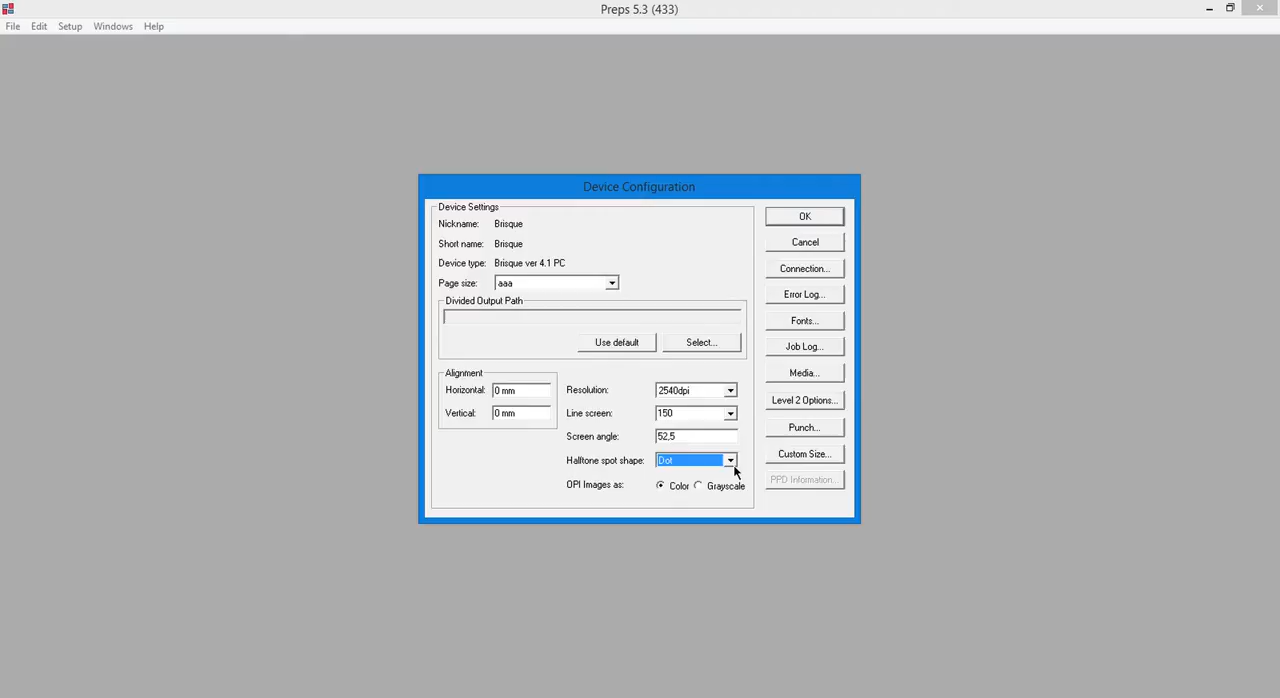 Preps 5.3 (433)
File Edit Setup Windows Help
Device Configuration
Device Settings
Nickname: Brisque
Short name: Brisque
Device type: Brisque ver 4.1 PC
Page size: aaa
Divided Output Path
Use default Select...
Alignment
Horizontal: 0 mm
Vertical: 0 mm
Resolution: 2540dpi
Line screen: 150
Screen angle: 52,5
Halftone spot shape: Dot
OPI Images as: Color Grayscale
OK
Cancel
Connection...
Error Log...
Fonts...
Job Log...
Media...
Level 2 Options...
Punch...
Custom Size...
PPD Information...